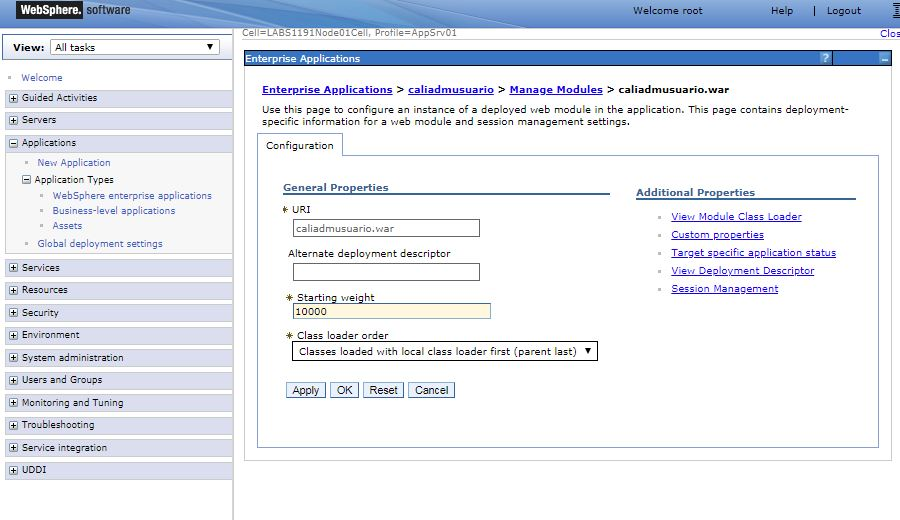 WebSphere. software
Welcome root
Help | Logout
View: All tasks
Cell=LABS1191Node01Cell, Profile=AppSrv01
Clos
Welcome
Guided Activities
Servers
Applications
New Application
Application Types
WebSphere enterprise applications
Business-level applications
Assets
Global deployment settings
Services
Resources
Security
Environment
System administration
Users and Groups
Monitoring and Tuning
Troubleshooting
Service integration
UDDI
Enterprise Applications
?
Enterprise Applications > caliadmusuario > Manage Modules > caliadmusuario.war
Use this page to configure an instance of a deployed web module in the application. This page contains deployment-
specific information for a web module and session management settings.
Configuration
General Properties
* URI
caliadmusuario.war
Alternate deployment descriptor
* Starting weight
10000
* Class loader order
Classes loaded with local class loader first (parent last)
Apply
OK
Reset
Cancel
Additional Properties
View Module Class Loader
Custom properties
Target specific application status
View Deployment Descriptor
Session Management